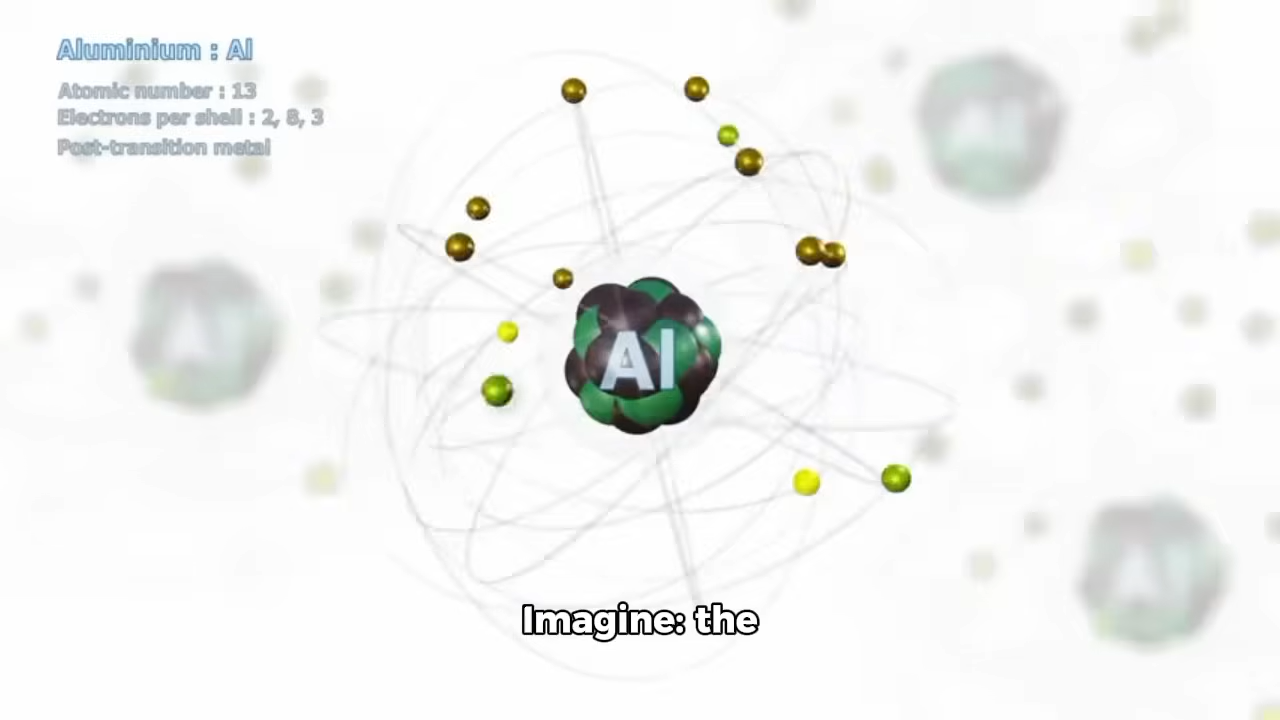 Aluminium : Al
Atomic number : 13
Electrons per shell : 2, 8, 3
Post-transition metal
Al
Imagine: the